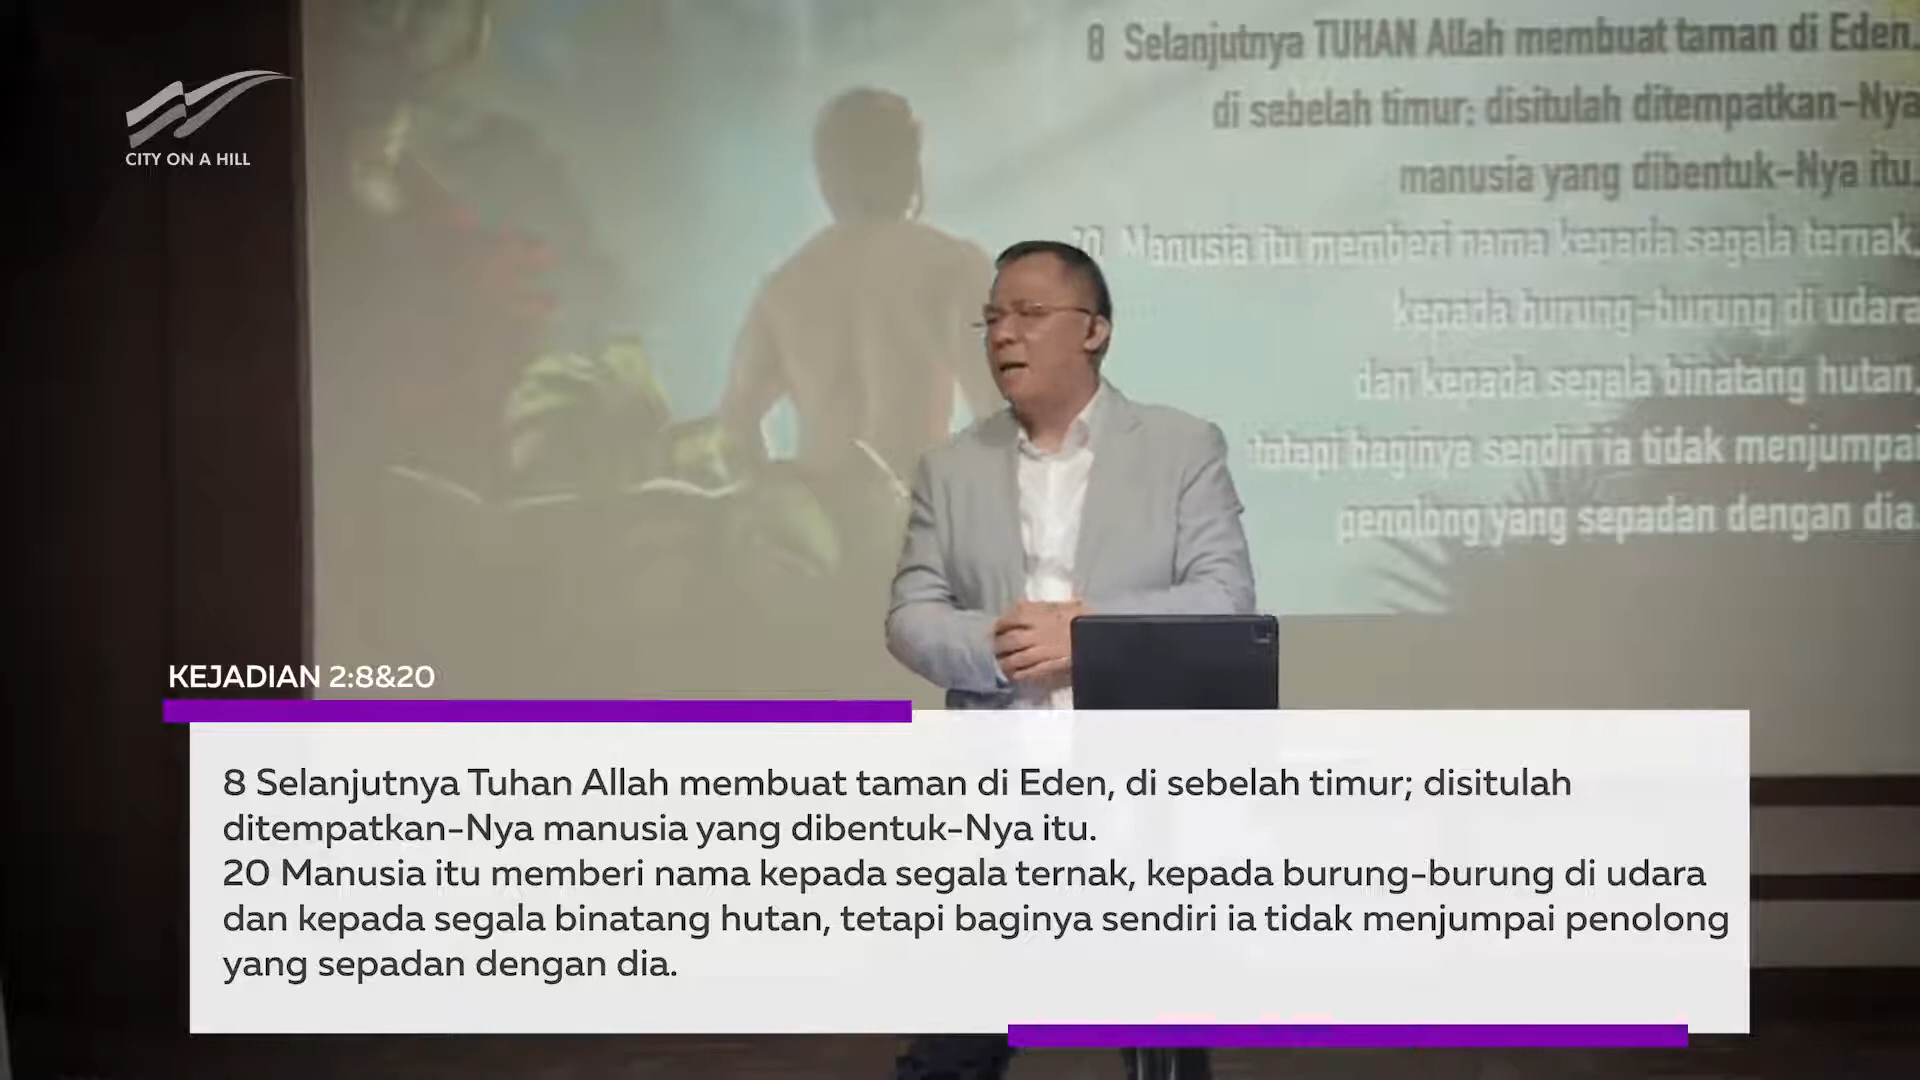 CITY ON A HILL
8 Selanjutnya TUHAN Allah membuat taman di Eden,
di sebelah timur; disitulah ditempatkan-Nya
manusia yang dibentuk-Nya itu.
20 Manusia itu memberi nama kepada segala ternak,
kepada burung-burung di udara
dan kepada segala binatang hutan,
tetapi baginya sendiri ia tidak menjumpai
penolong yang sepadan dengan dia.
KEJADIAN 2:8&20
8 Selanjutnya Tuhan Allah membuat taman di Eden, di sebelah timur; disitulah
ditempatkan-Nya manusia yang dibentuk-Nya itu.
20 Manusia itu memberi nama kepada segala ternak, kepada burung-burung di udara
dan kepada segala binatang hutan, tetapi baginya sendiri ia tidak menjumpai penolong
yang sepadan dengan dia.